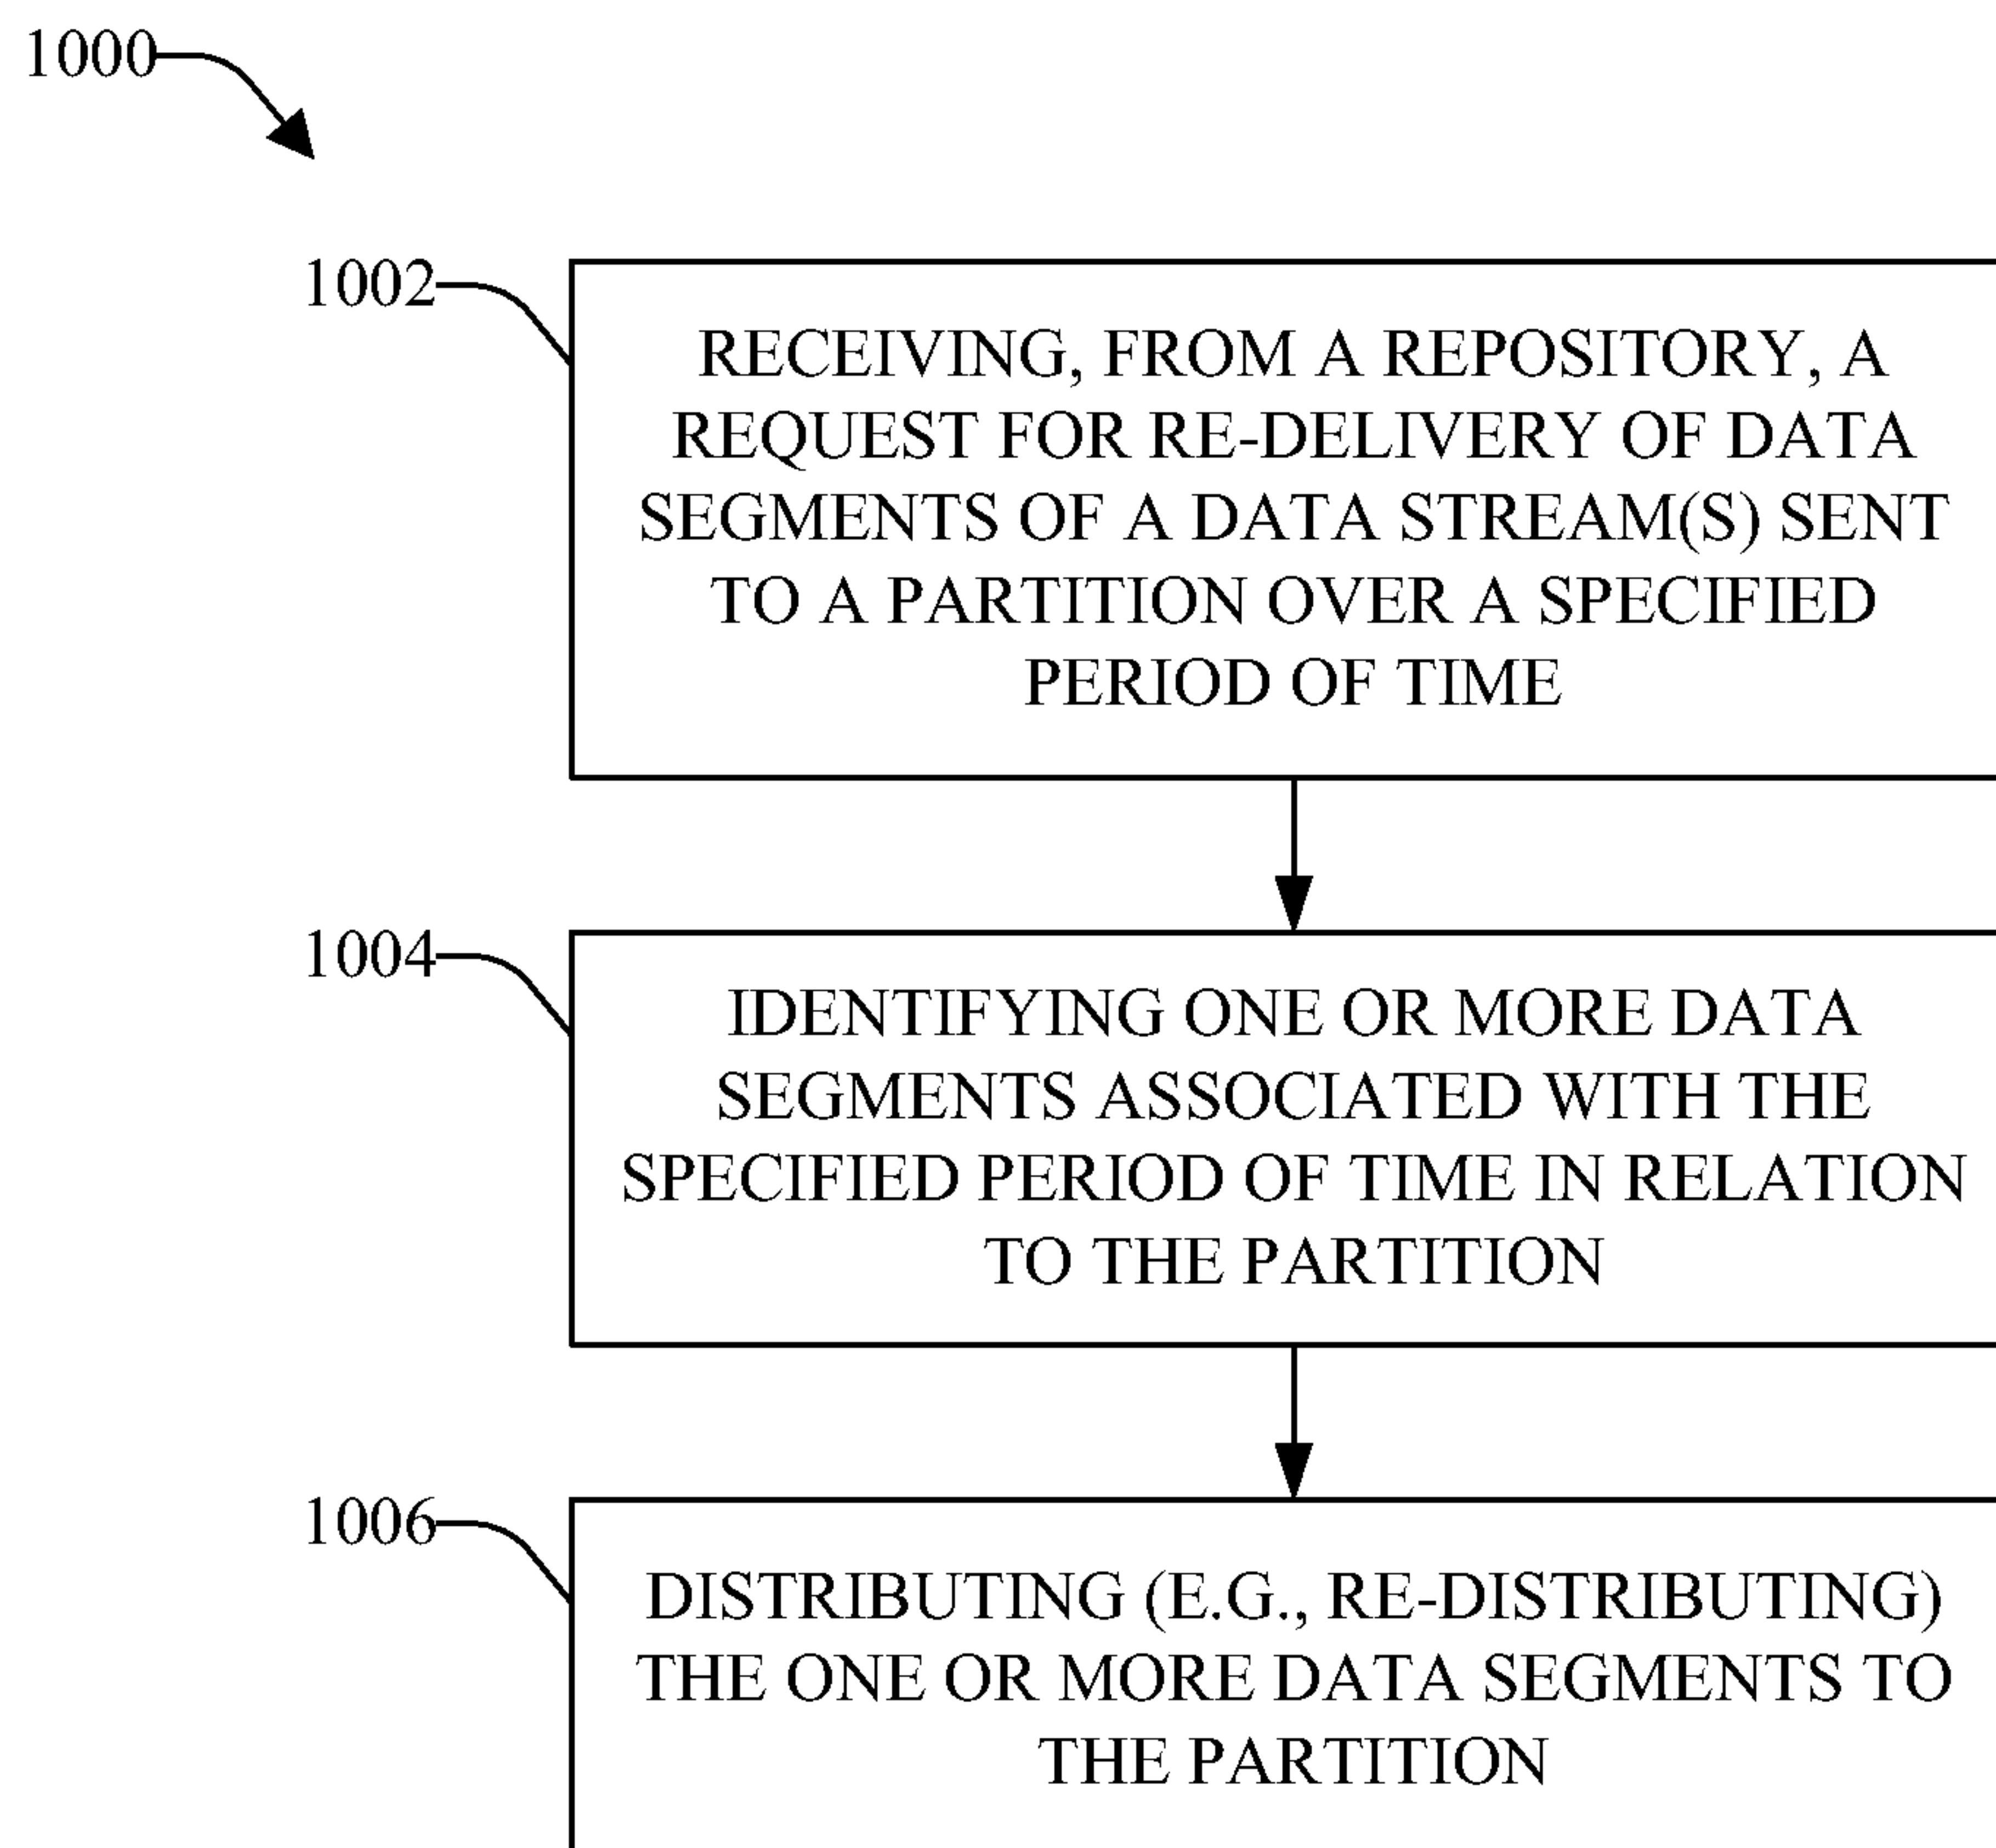 1000
1002
RECEIVING, FROM A REPOSITORY, A
REQUEST FOR RE-DELIVERY OF DATA
SEGMENTS OF A DATA STREAM(S) SENT
TO A PARTITION OVER A SPECIFIED
PERIOD OF TIME
1004
IDENTIFYING ONE OR MORE DATA
SEGMENTS ASSOCIATED WITH THE
SPECIFIED PERIOD OF TIME IN RELATION
TO THE PARTITION
1006
DISTRIBUTING (E.G., RE-DISTRIBUTING)
THE ONE OR MORE DATA SEGMENTS TO
THE PARTITION